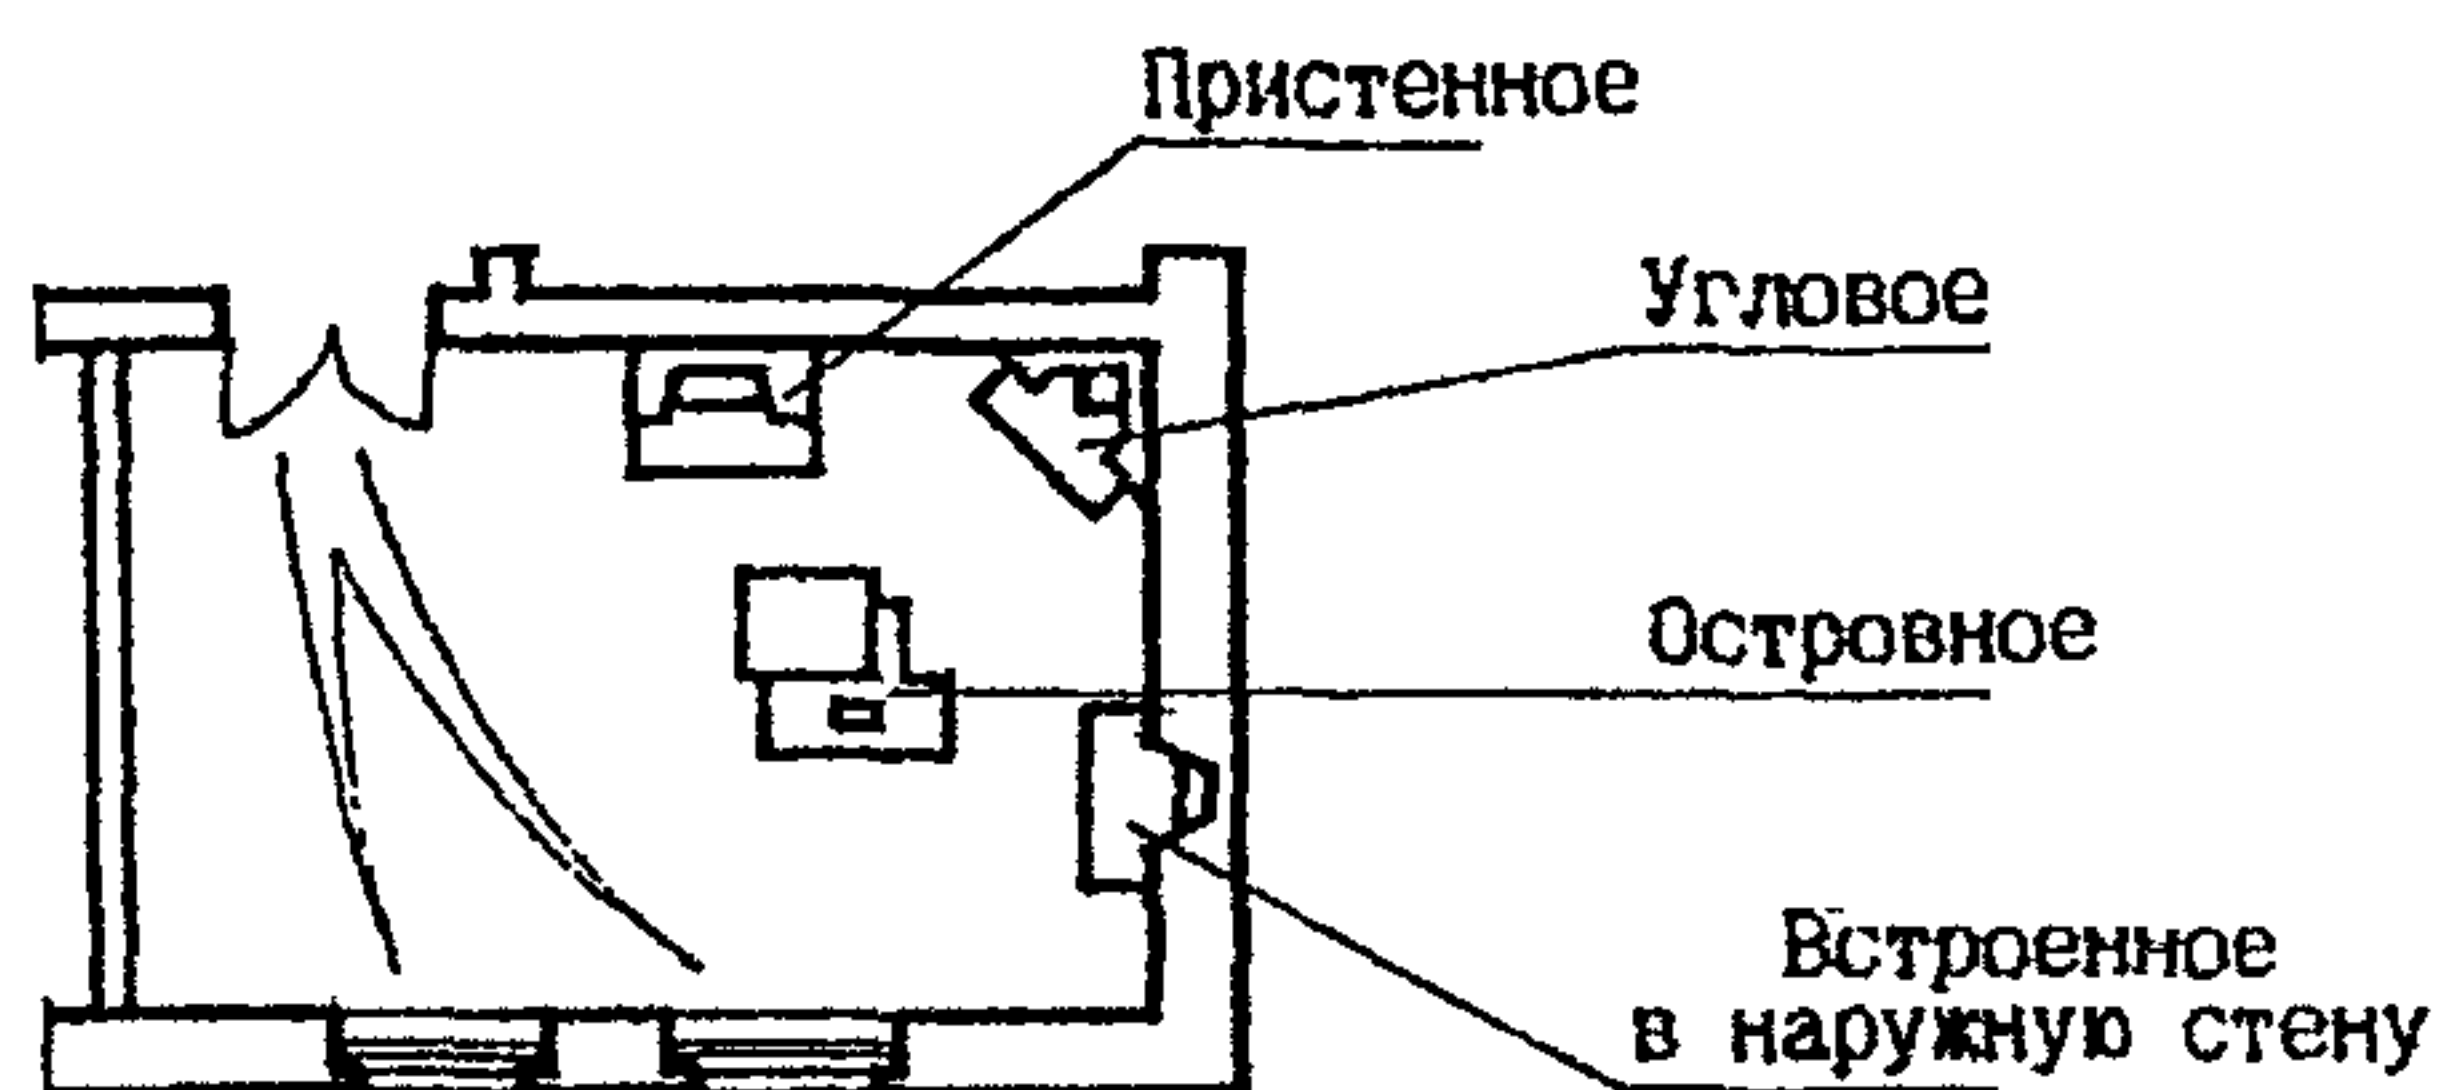 Пристенное
Угловое
Островное
Встроенное
в наружную стену